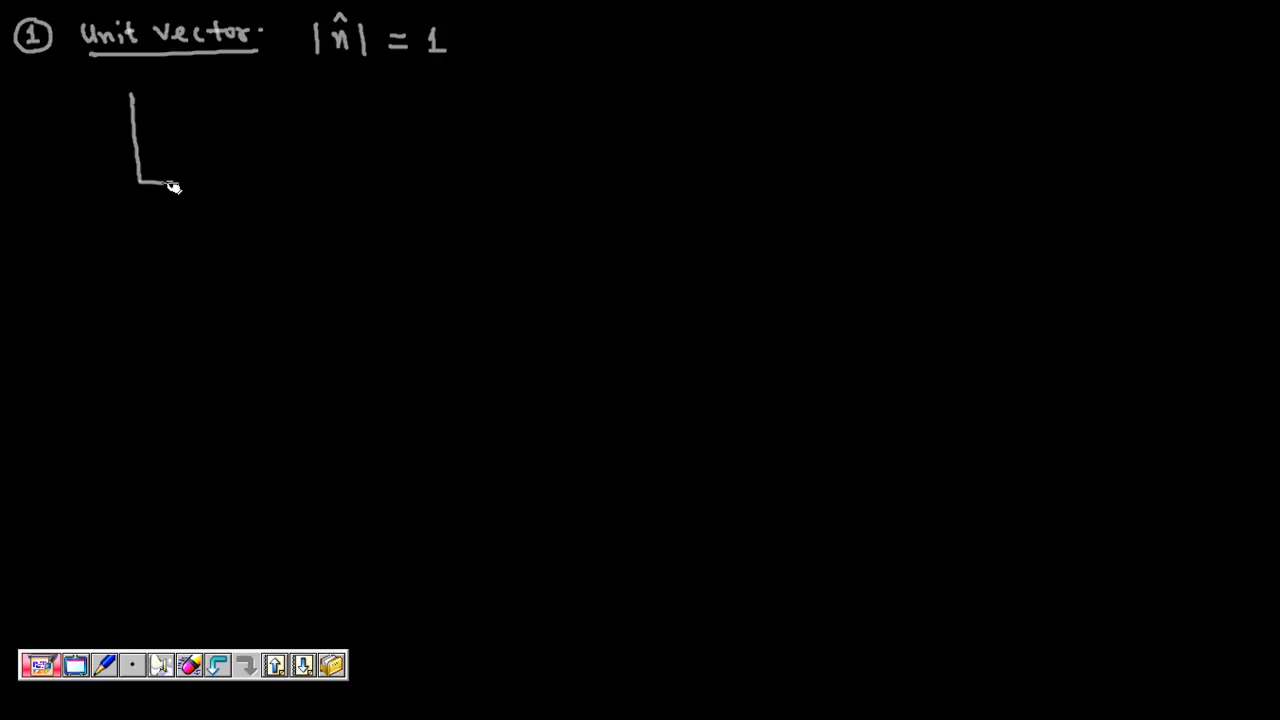 ① Unit vector. |n̂| = 1